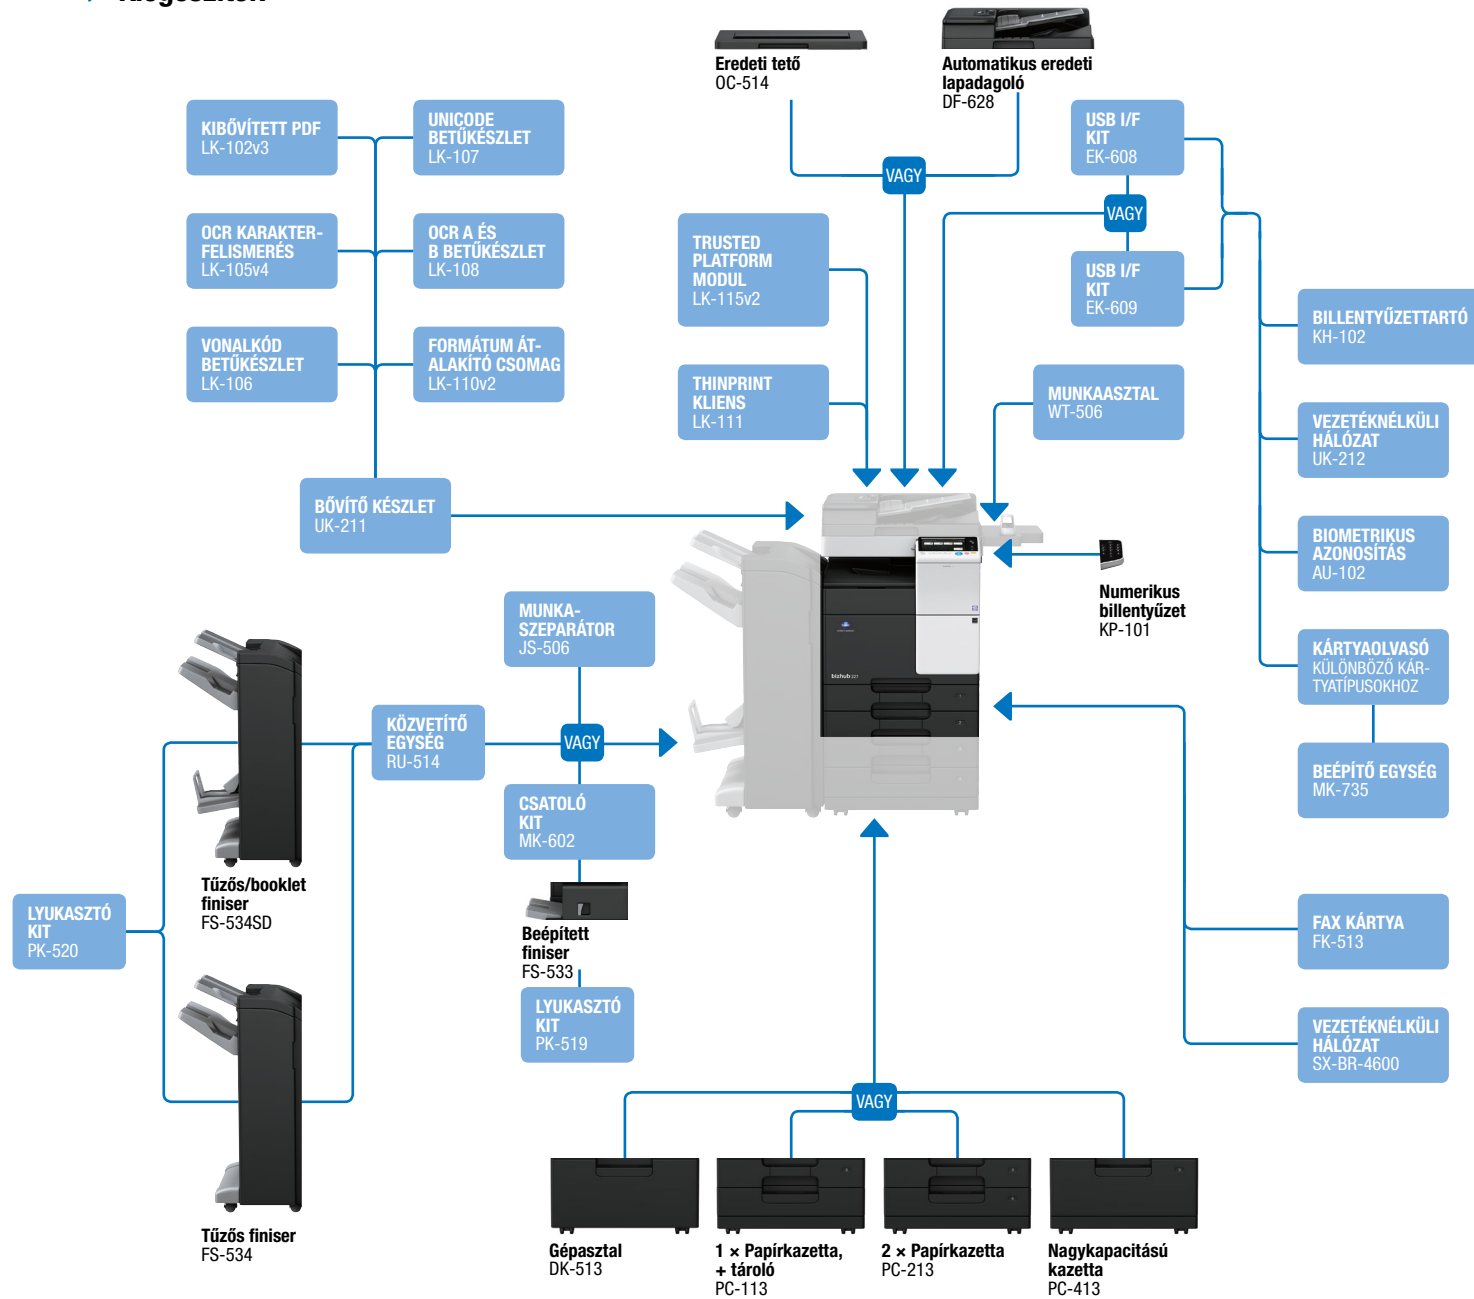 Kiegészítők
Eredeti tető
OC-514
Automatikus eredeti
lapadagoló
DF-628
KIBŐVÍTETT PDF
LK-102v3
UNICODE
BETŰKÉSZLET
LK-107
USB I/F
KIT
EK-608
VAGY
OCR KARAKTER-
FELISMERÉS
LK-105v4
OCR A ÉS
B BETŰKÉSZLET
LK-108
TRUSTED
PLATFORM
MODUL
LK-115v2
VAGY
USB I/F
KIT
EK-609
BILLENTYŰZETTARTÓ
KH-102
VONALKÓD
BETŰKÉSZLET
LK-106
FORMÁTUM ÁT-
ALAKÍTÓ CSOMAG
LK-110v2
THINPRINT
KLIENS
LK-111
MUNKAASZTAL
WT-506
VEZETÉKNÉLKÜLI
HÁLÓZAT
UK-212
BŐVÍTŐ KÉSZLET
UK-211
BIOMETRIKUS
AZONOSÍTÁS
AU-102
Numerikus
billentyűzet
KP-101
MUNKA-
SZEPARÁTOR
JS-506
KÁRTYAOLVASÓ
KÜLÖNBÖZŐ KÁR-
TYATÍPUSOKHOZ
bizhub 227
KÖZVETÍTŐ
EGYSÉG
RU-514
VAGY
BEÉPÍTŐ EGYSÉG
MK-735
CSATOLÓ
KIT
MK-602
Tűzős/booklet
finiser
FS-534SD
LYUKASZTÓ
KIT
PK-520
Beépített
finiser
FS-533
FAX KÁRTYA
FK-513
LYUKASZTÓ
KIT
PK-519
VEZETÉKNÉLKÜLI
HÁLÓZAT
SX-BR-4600
VAGY
Tűzős finiser
FS-534
Gépasztal
DK-513
1 × Papírkazetta,
+ tároló
PC-113
2 × Papírkazetta
PC-213
Nagykapacitású
kazetta
PC-413